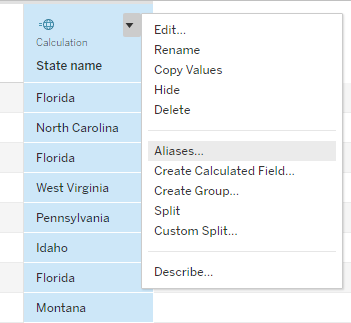 Calculation
State name
Florida
North Carolina
Florida
West Virginia
Pennsylvania
Idaho
Florida
Montana
Edit...
Rename
Copy Values
Hide
Delete
Aliases...
Create Calculated Field...
Create Group...
Split
Custom Split...
Describe...